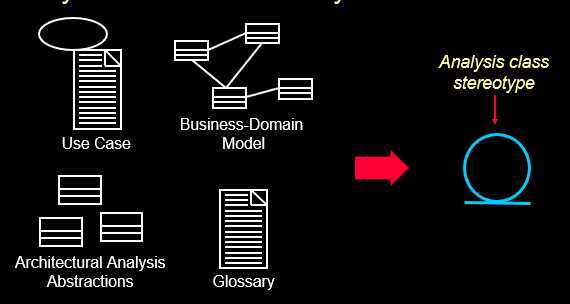 Analysis class
stereotype
Use Case
Business-Domain
Model
Architectural Analysis
Abstractions
Glossary